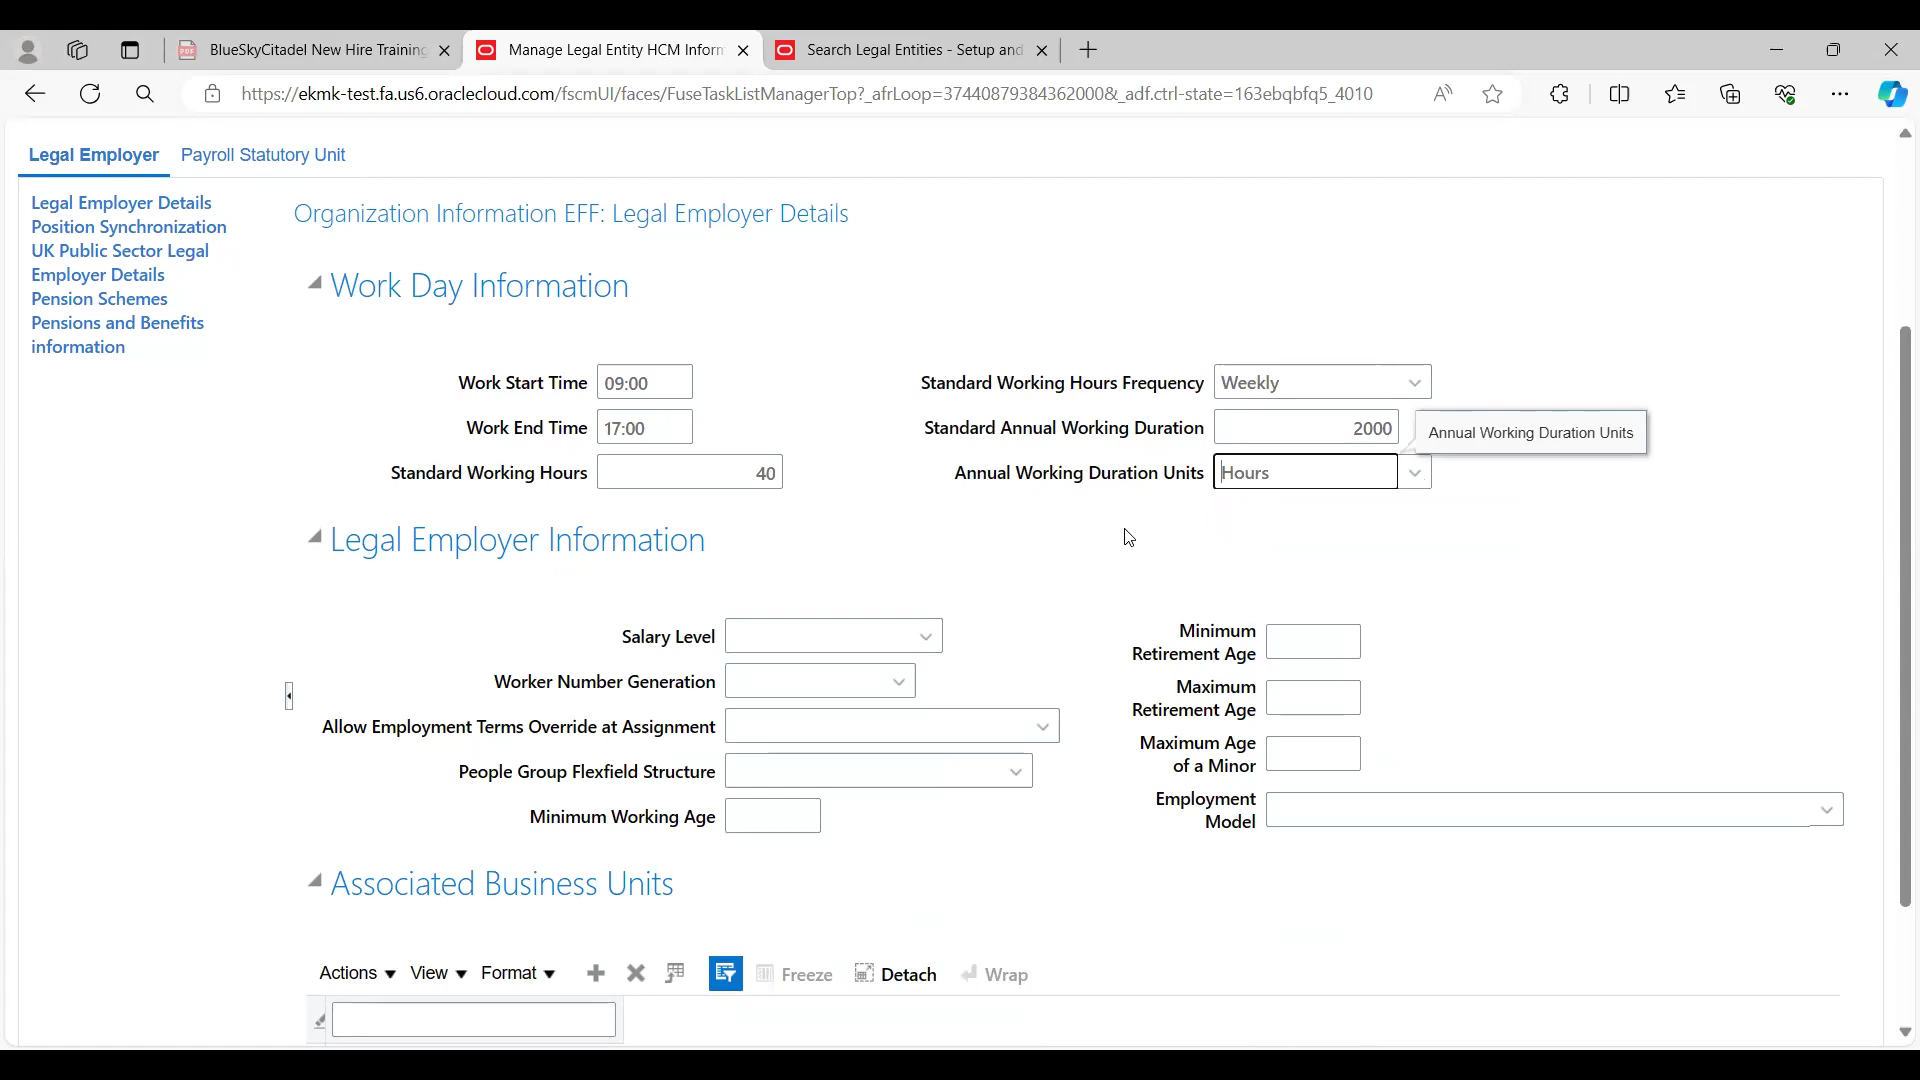 BlueSkyCitadel New Hire Training
Manage Legal Entity HCM Inform
Search Legal Entities - Setup and
https://ekmk-test.fa.us6.oraclecloud.com/fscmUI/faces/FuseTaskListManagerTop?_afrLoop=37440879384362000&_adf.ctrl-state=163ebqbfq5_4010
Legal Employer
Payroll Statutory Unit
Legal Employer Details
Position Synchronization
UK Public Sector Legal
Employer Details
Pension Schemes
Pensions and Benefits
information
Organization Information EFF: Legal Employer Details
Work Day Information
Work Start Time 09:00
Standard Working Hours Frequency Weekly
Work End Time 17:00
Standard Annual Working Duration 2000
Annual Working Duration Units
Standard Working Hours 40
Annual Working Duration Units Hours
Legal Employer Information
Salary Level
Worker Number Generation
Allow Employment Terms Override at Assignment
People Group Flexfield Structure
Minimum Working Age
Minimum
Retirement Age
Maximum
Retirement Age
Maximum Age
of a Minor
Employment
Model
Associated Business Units
Actions View Format Freeze Detach Wrap